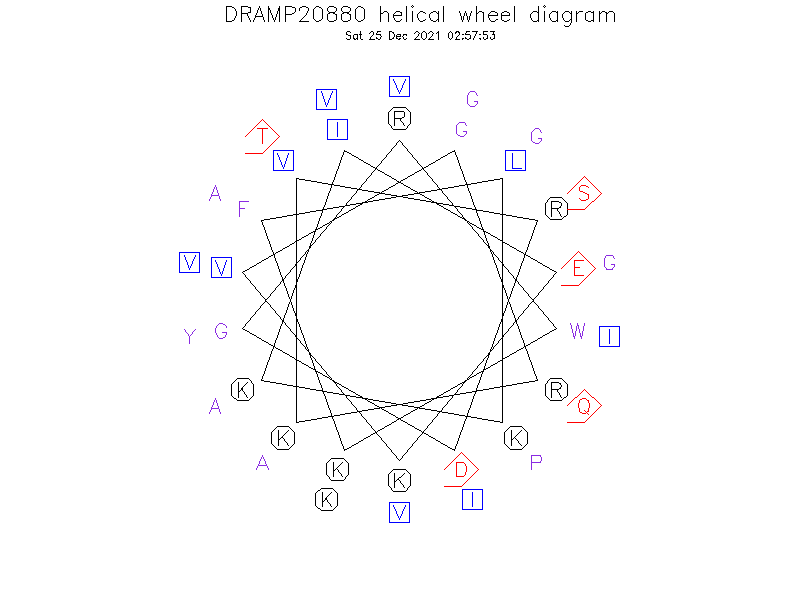 DRAMP20880 helical wheel diagram
Sat 25 Dec 2021 02:57:53
V
V G
R
I G
T G
V L
A S
F R
V V E G
Y G W I
K R
A Q
K K
A P
K D
K I
K
V